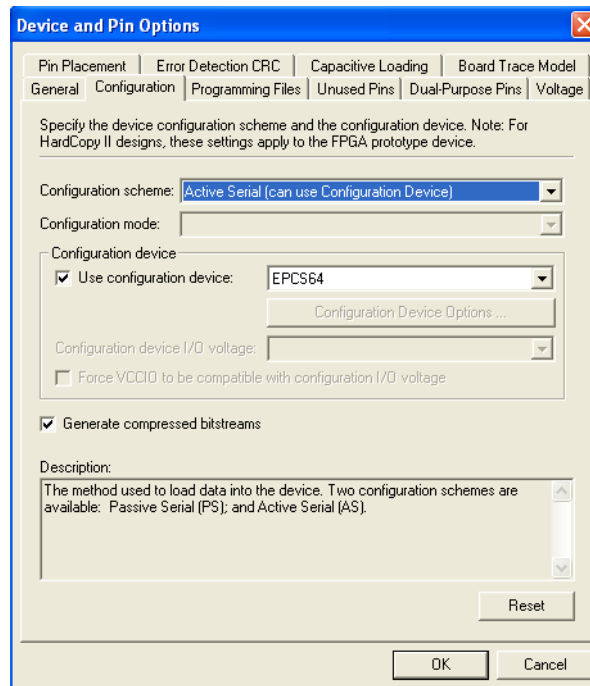 Device and Pin Options
Pin Placement Error Detection CRC Capacitive Loading Board Trace Model
General Configuration Programming Files Unused Pins Dual-Purpose Pins Voltage
Specify the device configuration scheme and the configuration device. Note: For
HardCopy II designs, these settings apply to the FPGA prototype device.
Configuration scheme: Active Serial (can use Configuration Device)
Configuration mode:
Configuration device
Use configuration device: EPCS64
Configuration Device Options ...
Configuration device I/O voltage:
Force VCCIO to be compatible with configuration I/O voltage
Generate compressed bitstreams
Description:
The method used to load data into the device. Two configuration schemes are
available:  Passive Serial (PS); and Active Serial (AS).
Reset
OK Cancel